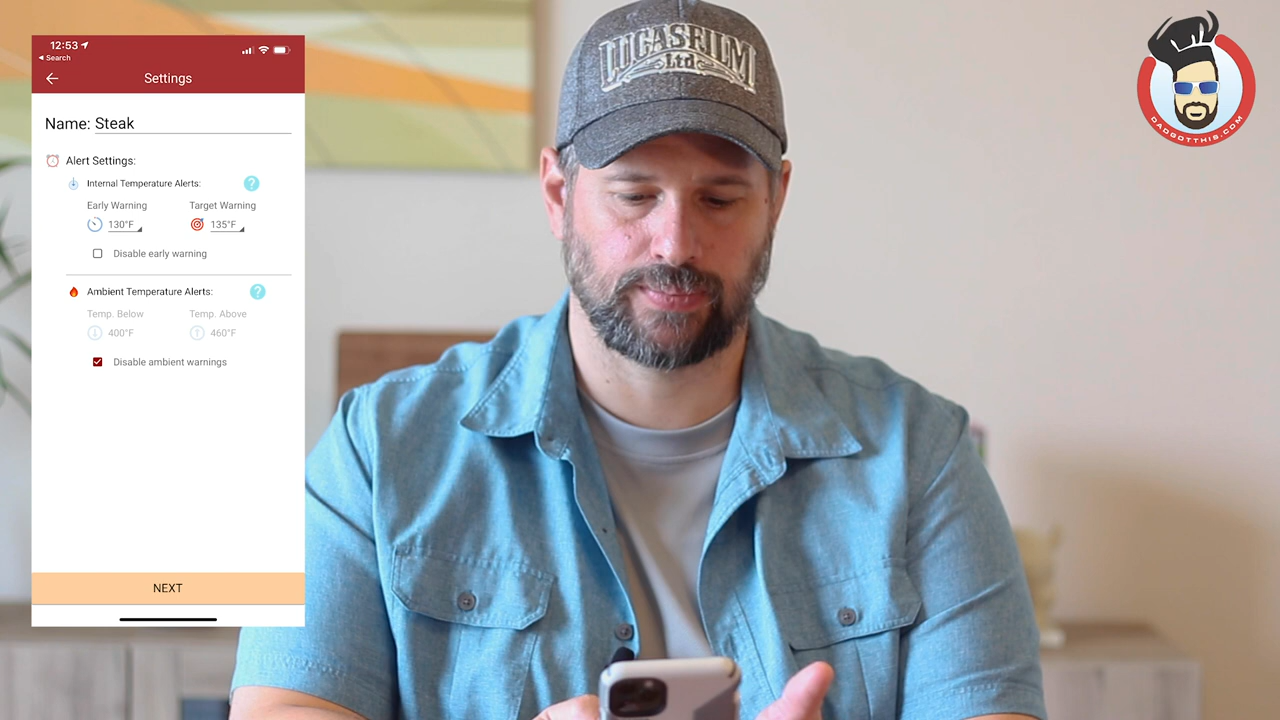 12:53
Search
Settings
Name: Steak
Alert Settings:
Internal Temperature Alerts: ?
Early Warning Target Warning
130°F 135°F
Disable early warning
Ambient Temperature Alerts: ?
Temp. Below Temp. Above
400°F 460°F
Disable ambient warnings
NEXT
LUCASFILM
Ltd
DADGOTTHIS.COM